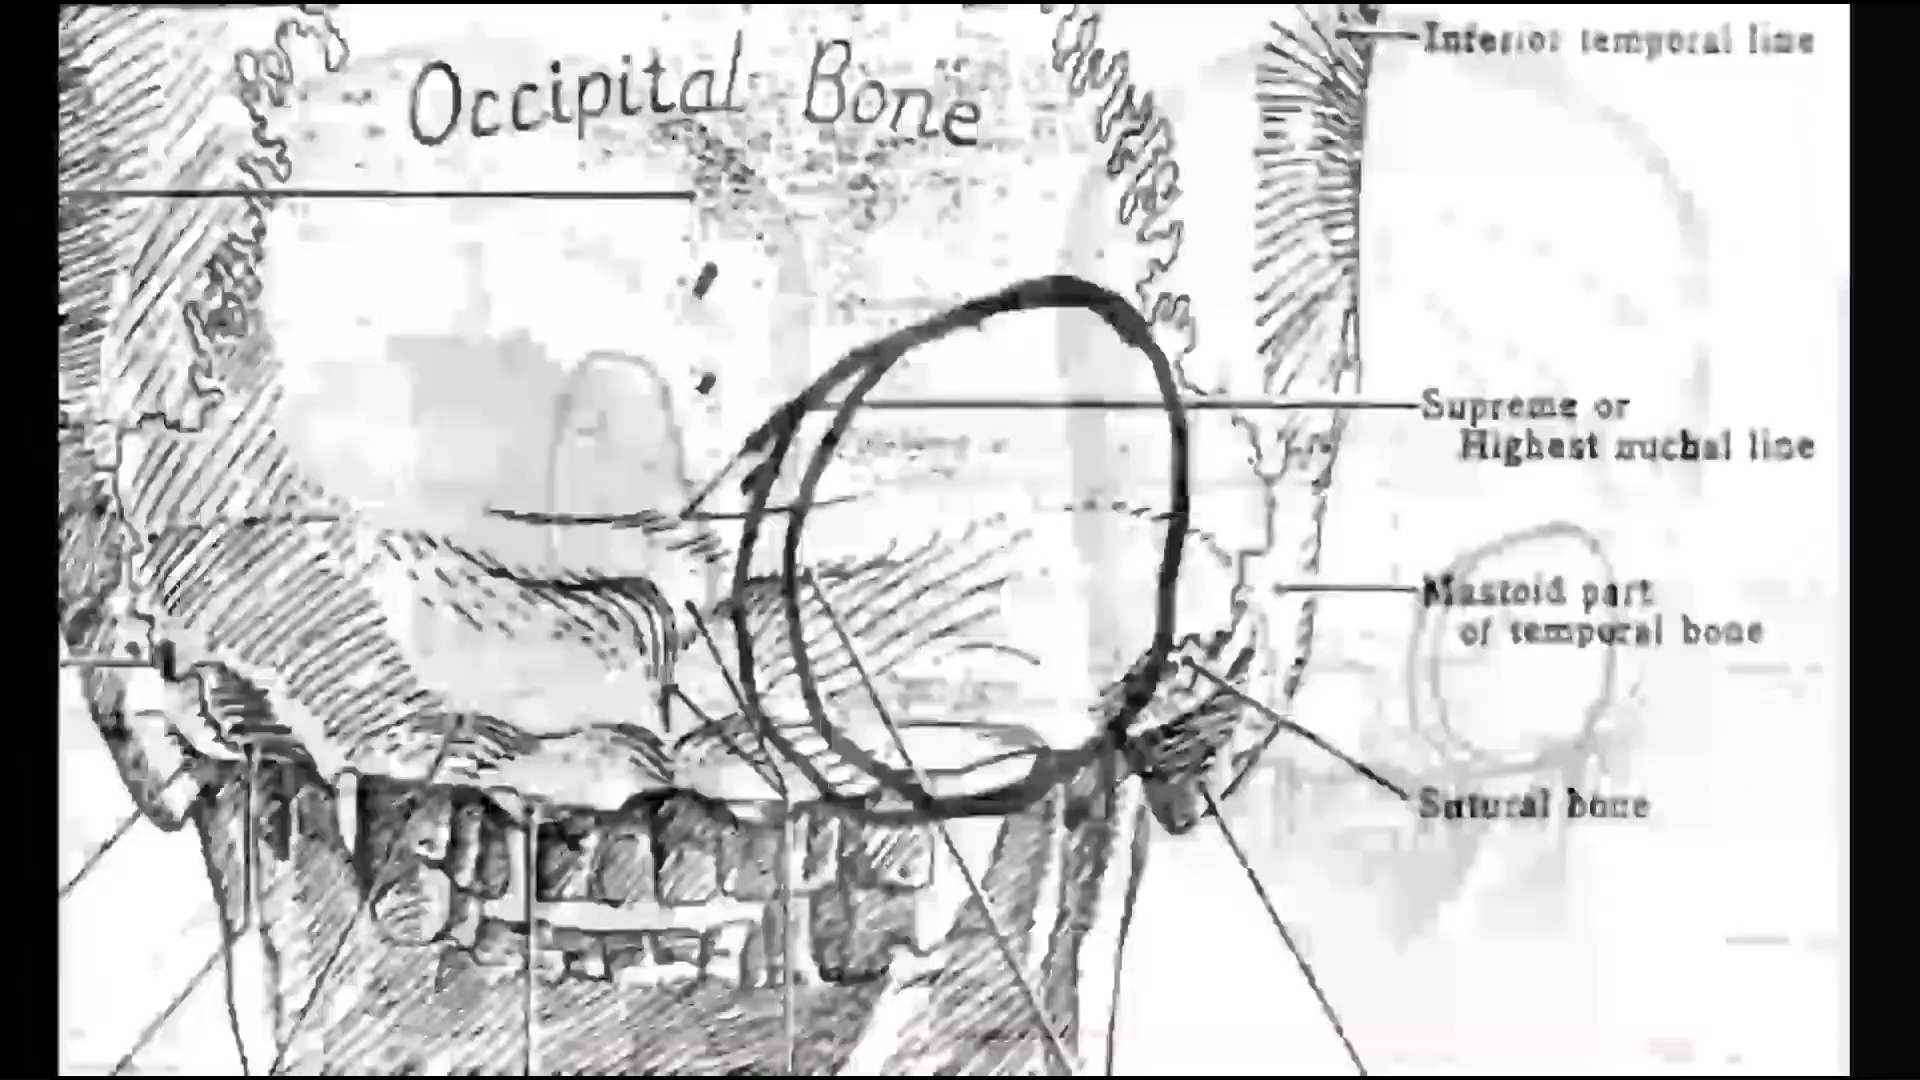 Inferior temporal line
Occipital Bone
Supreme or
Highest nuchal line
Mastoid part
of temporal bone
Sutural bone